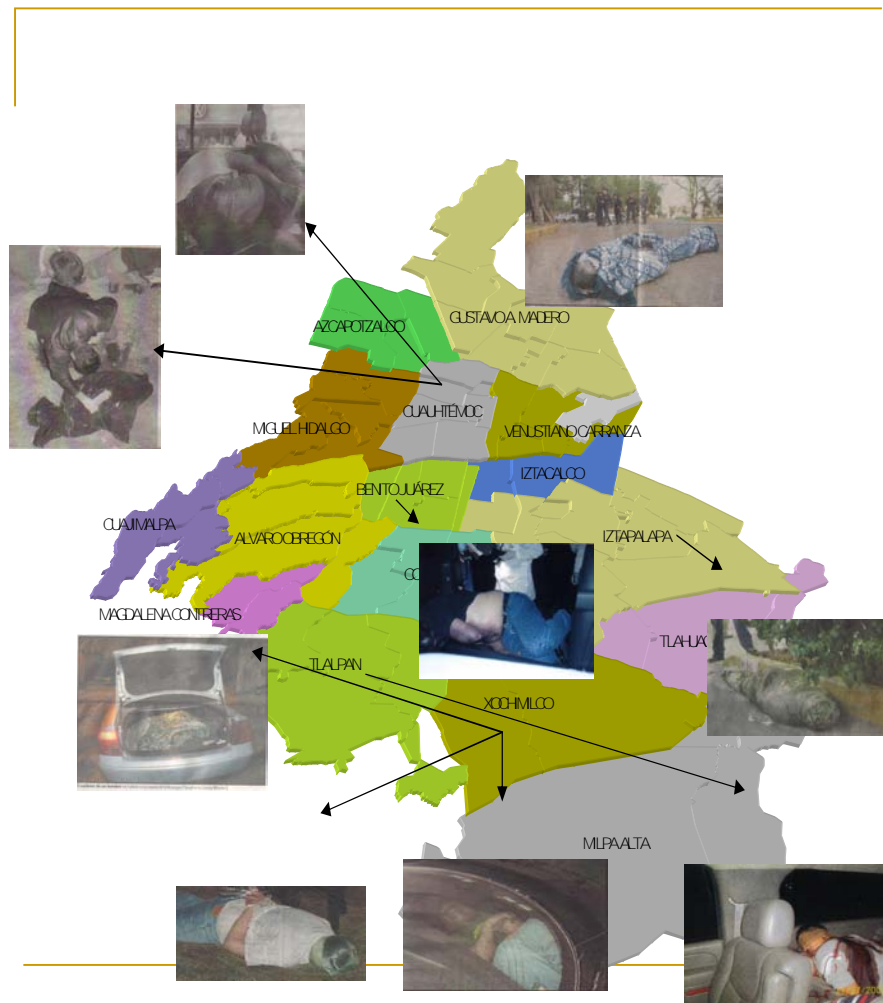 GUSTAVO A. MADERO
AZCAPOTZALCO
CUAUHTÉMOC
MIGUEL HIDALGO
VENUSTIANO CARRANZA
IZTACALCO
BENITO JUÁREZ
CUAJIMALPA
ALVARO OBREGÓN
IZTAPALAPA
MAGDALENA CONTRERAS
TLALPAN
XOCHIMILCO
MILPA ALTA